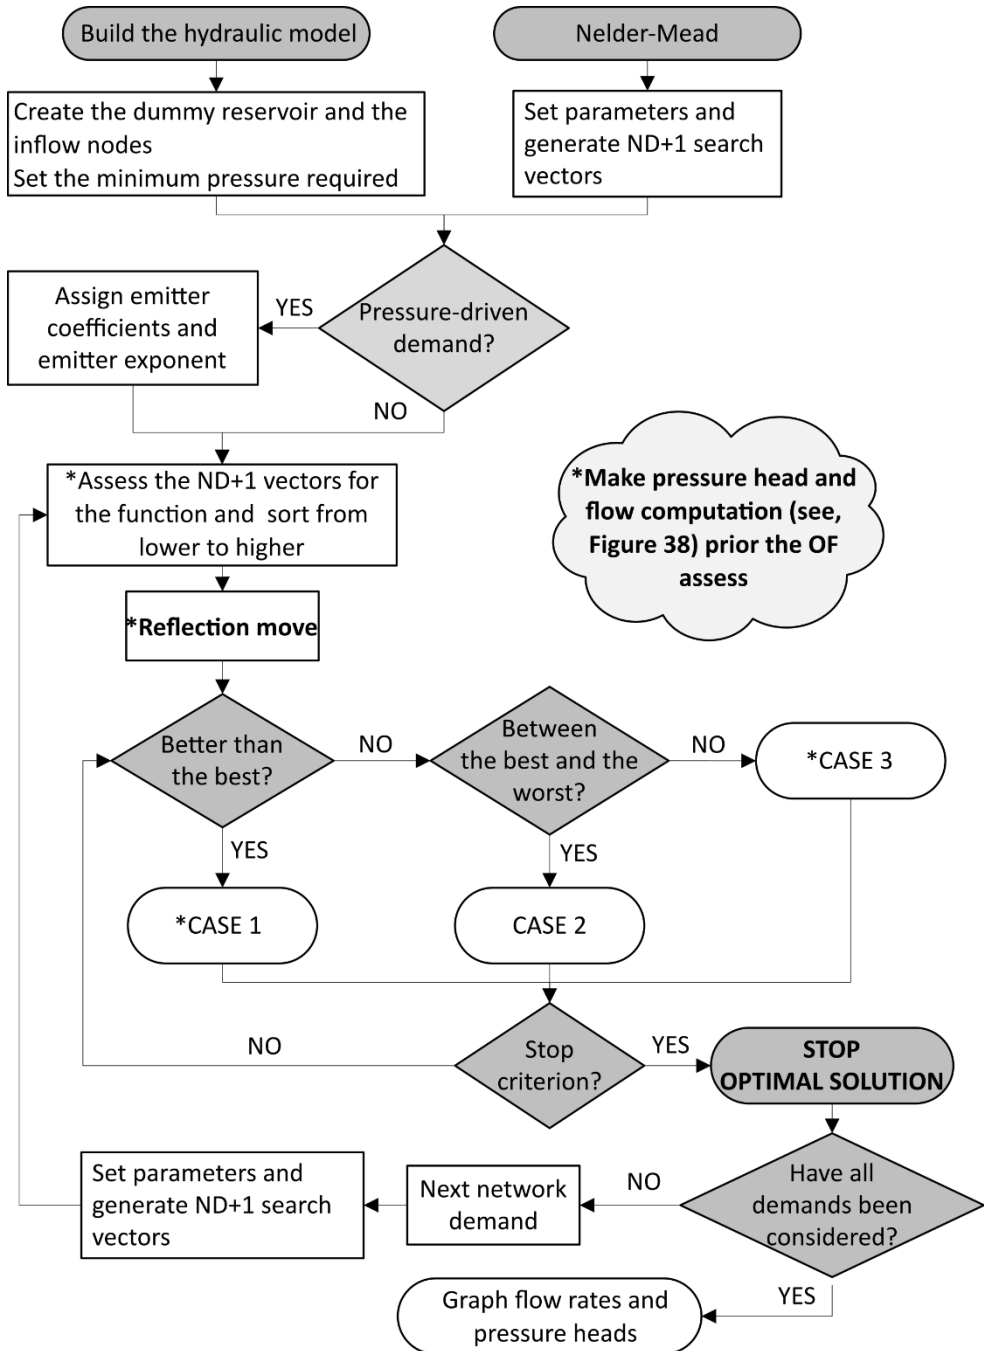 Build the hydraulic model
Nelder-Mead
Create the dummy reservoir and the
inflow nodes
Set the minimum pressure required
Set parameters and
generate ND+1 search
vectors
Assign emitter
coefficients and
emitter exponent
YES
Pressure-driven
demand?
NO
*Assess the ND+1 vectors for
the function and sort from
lower to higher
*Make pressure head and
flow computation (see,
Figure 38) prior the OF
assess
*Reflection move
Better than
the best?
NO
Between
the best and the
worst?
NO
*CASE 3
YES
YES
*CASE 1
CASE 2
NO
Stop
criterion?
YES
STOP
OPTIMAL SOLUTION
Set parameters and
generate ND+1 search
vectors
Next network
demand
NO
Have all
demands been
considered?
YES
Graph flow rates and
pressure heads